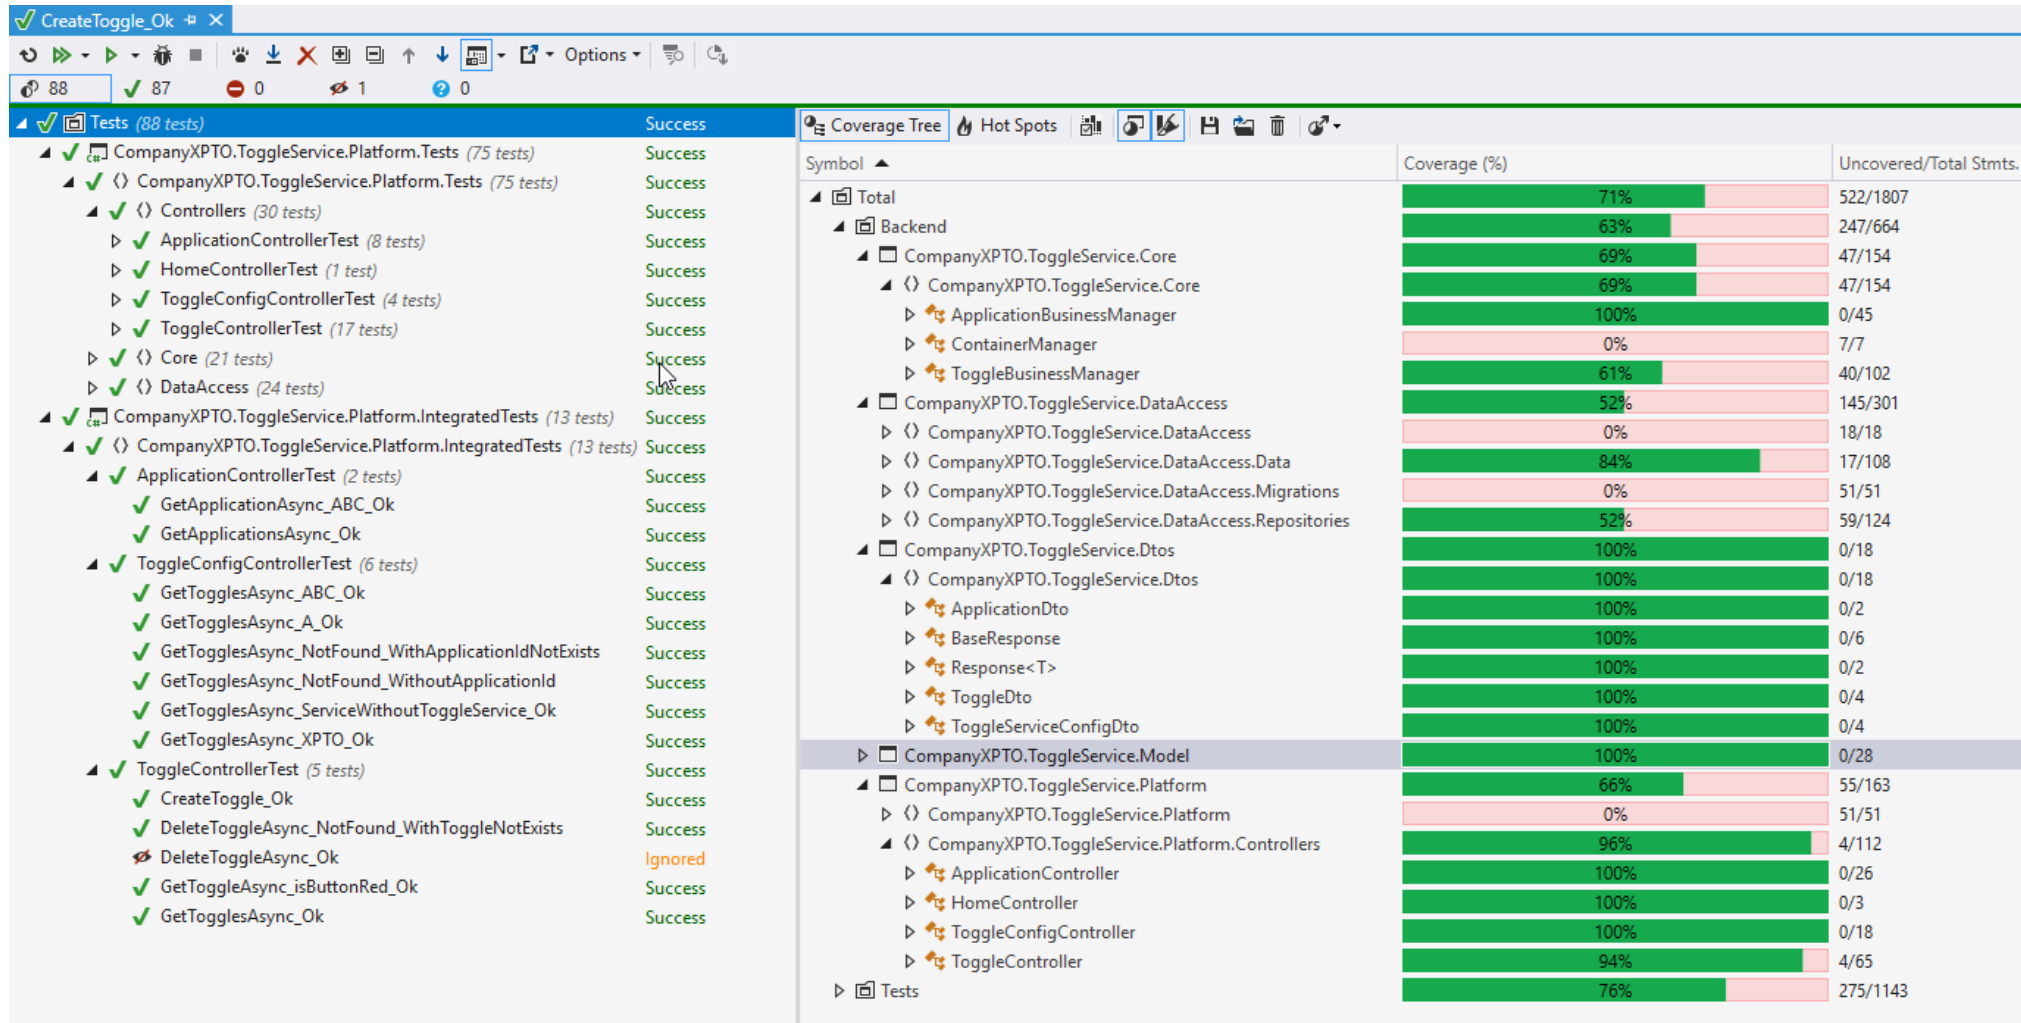 CreateToggle_Ok
Options
88 87 0 1 0
Tests (88 tests) Success
CompanyXPTO.ToggleService.Platform.Tests (75 tests) Success
CompanyXPTO.ToggleService.Platform.Tests (75 tests) Success
Controllers (30 tests) Success
ApplicationControllerTest (8 tests) Success
HomeControllerTest (1 test) Success
ToggleConfigControllerTest (4 tests) Success
ToggleControllerTest (17 tests) Success
Core (21 tests) Success
DataAccess (24 tests) Success
CompanyXPTO.ToggleService.Platform.IntegratedTests (13 tests) Success
CompanyXPTO.ToggleService.Platform.IntegratedTests (13 tests) Success
ApplicationControllerTest (2 tests) Success
GetApplicationAsync_ABC_Ok Success
GetApplicationsAsync_Ok Success
ToggleConfigControllerTest (6 tests) Success
GetTogglesAsync_ABC_Ok Success
GetTogglesAsync_A_Ok Success
GetTogglesAsync_NotFound_WithApplicationIdNotExists Success
GetTogglesAsync_NotFound_WithoutApplicationId Success
GetTogglesAsync_ServiceWithoutToggleService_Ok Success
GetTogglesAsync_XPTO_Ok Success
ToggleControllerTest (5 tests) Success
CreateToggle_Ok Success
DeleteToggleAsync_NotFound_WithToggleNotExists Success
DeleteToggleAsync_Ok Ignored
GetToggleAsync_isButtonRed_Ok Success
GetTogglesAsync_Ok Success
Coverage Tree Hot Spots
Symbol Coverage (%) Uncovered/Total Stmts.
Total 71% 522/1807
Backend 63% 247/664
CompanyXPTO.ToggleService.Core 69% 47/154
CompanyXPTO.ToggleService.Core 69% 47/154
ApplicationBusinessManager 100% 0/45
ContainerManager 0% 7/7
ToggleBusinessManager 61% 40/102
CompanyXPTO.ToggleService.DataAccess 52% 145/301
CompanyXPTO.ToggleService.DataAccess 0% 18/18
CompanyXPTO.ToggleService.DataAccess.Data 84% 17/108
CompanyXPTO.ToggleService.DataAccess.Migrations 0% 51/51
CompanyXPTO.ToggleService.DataAccess.Repositories 52% 59/124
CompanyXPTO.ToggleService.Dtos 100% 0/18
CompanyXPTO.ToggleService.Dtos 100% 0/18
ApplicationDto 100% 0/2
BaseResponse 100% 0/6
Response<T> 100% 0/2
ToggleDto 100% 0/4
ToggleServiceConfigDto 100% 0/4
CompanyXPTO.ToggleService.Model 100% 0/28
CompanyXPTO.ToggleService.Platform 66% 55/163
CompanyXPTO.ToggleService.Platform 0% 51/51
CompanyXPTO.ToggleService.Platform.Controllers 96% 4/112
ApplicationController 100% 0/26
HomeController 100% 0/3
ToggleConfigController 100% 0/18
ToggleController 94% 4/65
Tests 76% 275/1143